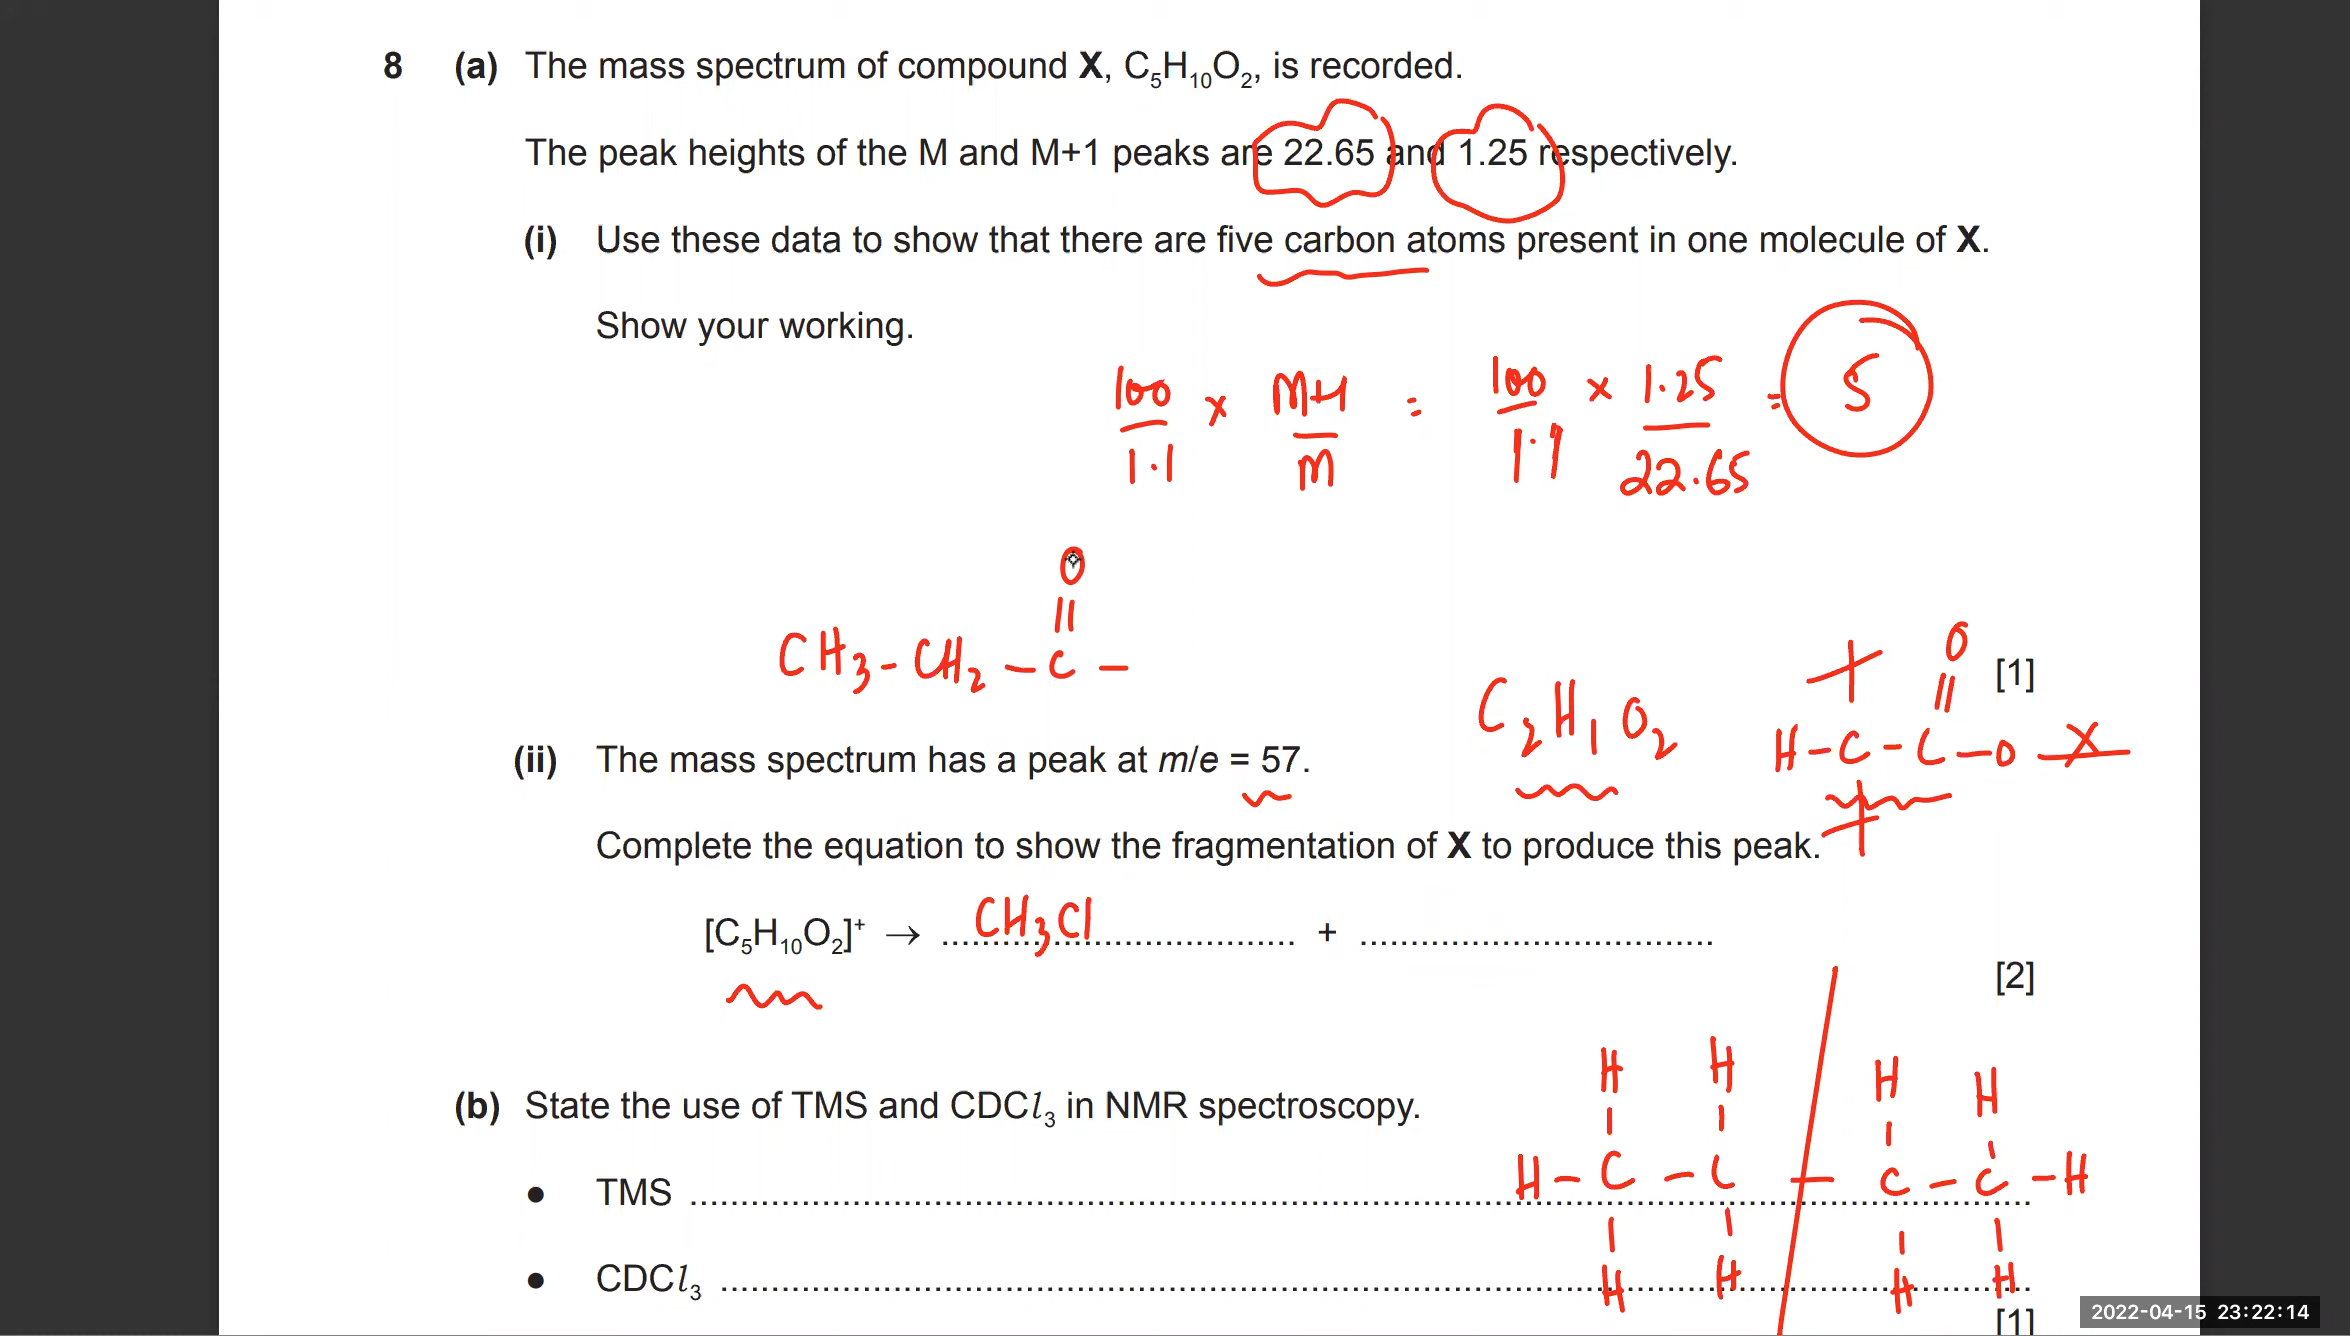 8 (a) The mass spectrum of compound X, C₅H₁₀O₂, is recorded.
The peak heights of the M and M+1 peaks are 22.65 and 1.25 respectively.
(i) Use these data to show that there are five carbon atoms present in one molecule of X.
Show your working.
100/1.1 × M+1/M = 100/1.1 × 1.25/22.65 = 5
O
||
CH₃ - CH₂ - C -
[1]
C₂H₁O₂
O
||
H - C - C - O - X
(ii) The mass spectrum has a peak at m/e = 57.
Complete the equation to show the fragmentation of X to produce this peak.
[C₅H₁₀O₂]⁺ → CH₃Cl .................................. + ..................................
[2]
H H H H
(b) State the use of TMS and CDCl₃ in NMR spectroscopy.
H - C - C - C - C - H
• TMS ..................................
• CDCl₃ ..................................
H H H H
[1]
2022-04-15 23:22:14